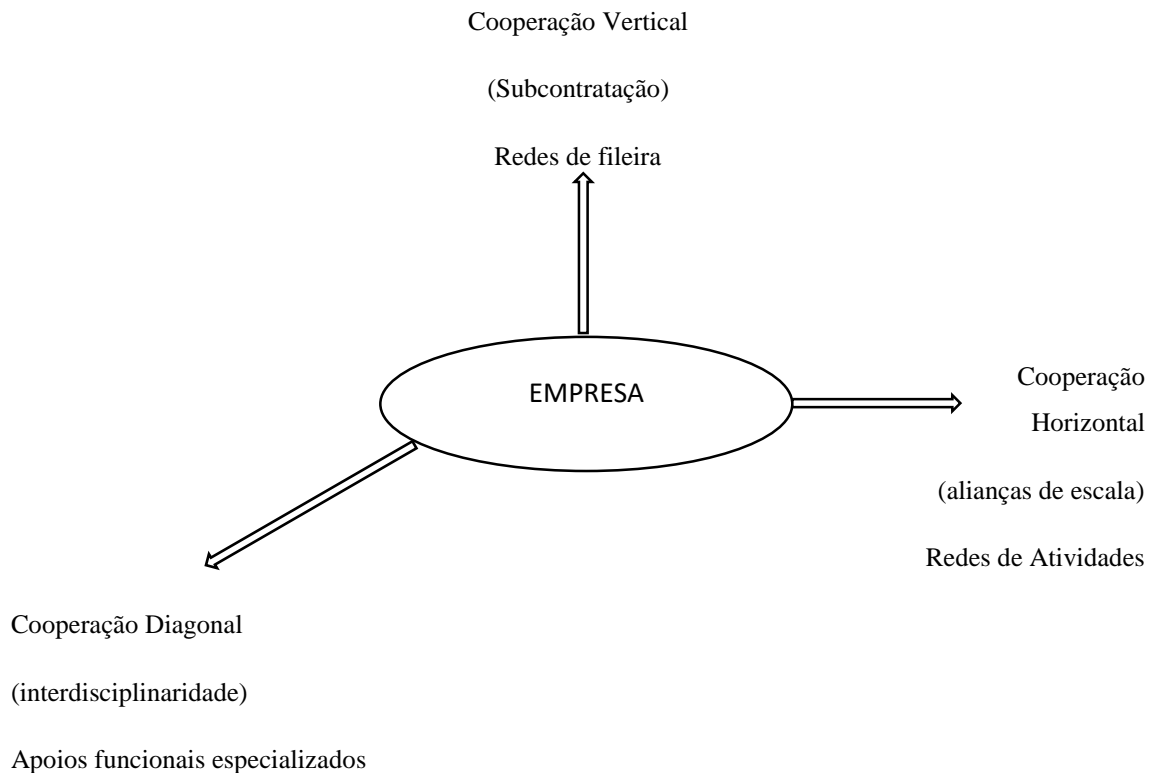 Cooperação Vertical
(Subcontratação)
Redes de fileira
EMPRESA
Cooperação
Horizontal
(alianças de escala)
Redes de Atividades
Cooperação Diagonal
(interdisciplinaridade)
Apoios funcionais especializados